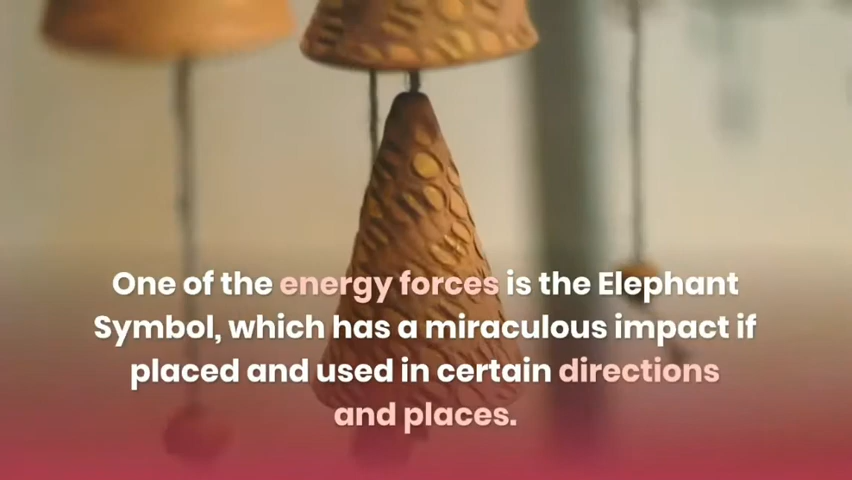 One of the energy forces is the Elephant
Symbol, which has a miraculous impact if
placed and used in certain directions
and places.